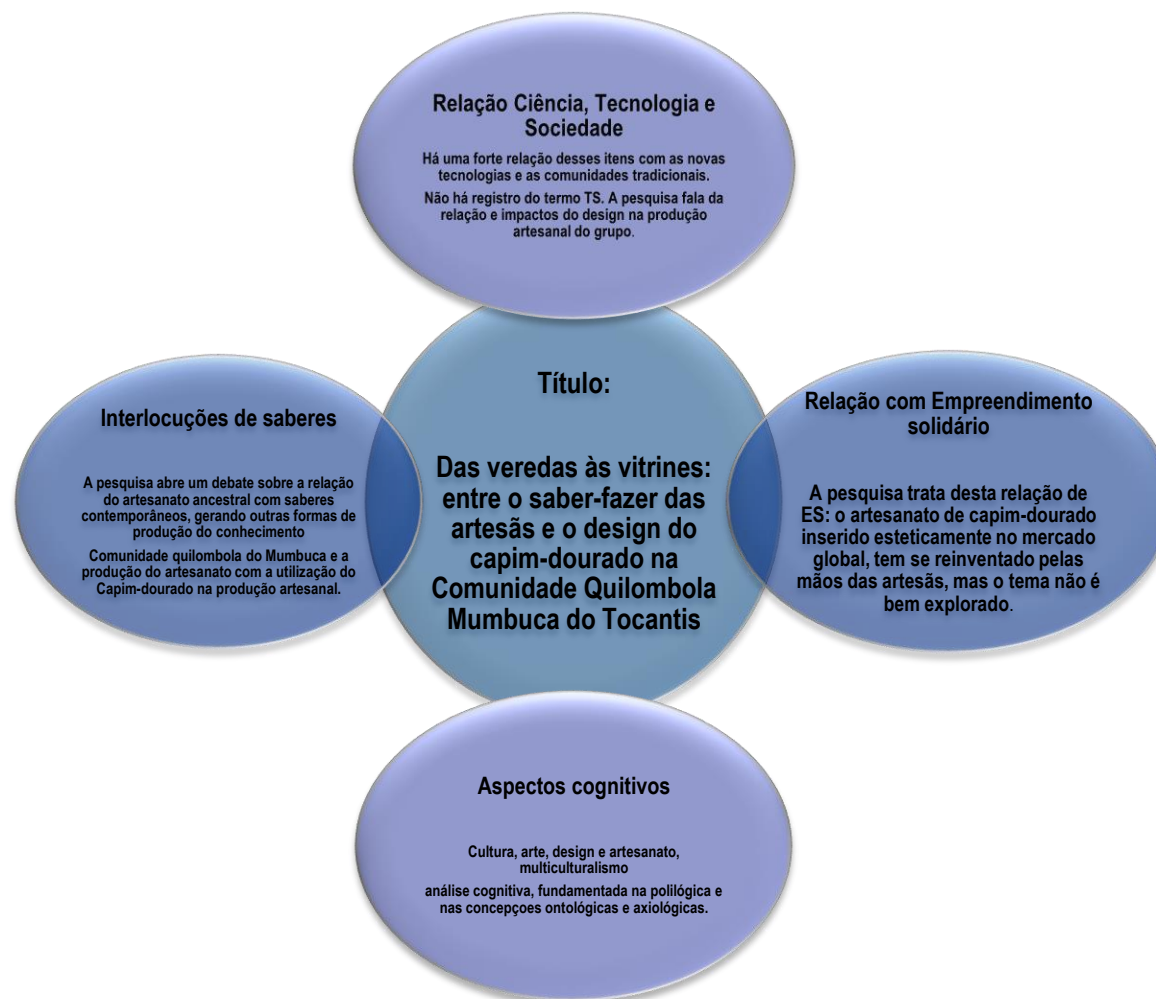 Relação Ciência, Tecnologia e
Sociedade
Há uma forte relação desses itens com as novas
tecnologias e as comunidades tradicionais.
Não há registro do termo TS. A pesquisa fala da
relação e impactos do design na produção
artesanal do grupo.
Interlocuções de saberes
A pesquisa abre um debate sobre a relação
do artesanato ancestral com saberes
contemporâneos, gerando outras formas de
produção do conhecimento
Comunidade quilombola do Mumbuca e a
produção do artesanato com a utilização do
Capim-dourado na produção artesanal.
Título:
Das veredas às vitrines:
entre o saber-fazer das
artesãs e o design do
capim-dourado na
Comunidade Quilombola
Mumbuca do Tocantis
Relação com Empreendimento
solidário
A pesquisa trata desta relação de
ES: o artesanato de capim-dourado
inserido esteticamente no mercado
global, tem se reinventado pelas
mãos das artesãs, mas o tema não é
bem explorado.
Aspectos cognitivos
Cultura, arte, design e artesanato,
multiculturalismo
análise cognitiva, fundamentada na polilógica e
nas concepçoes ontológicas e axiológicas.